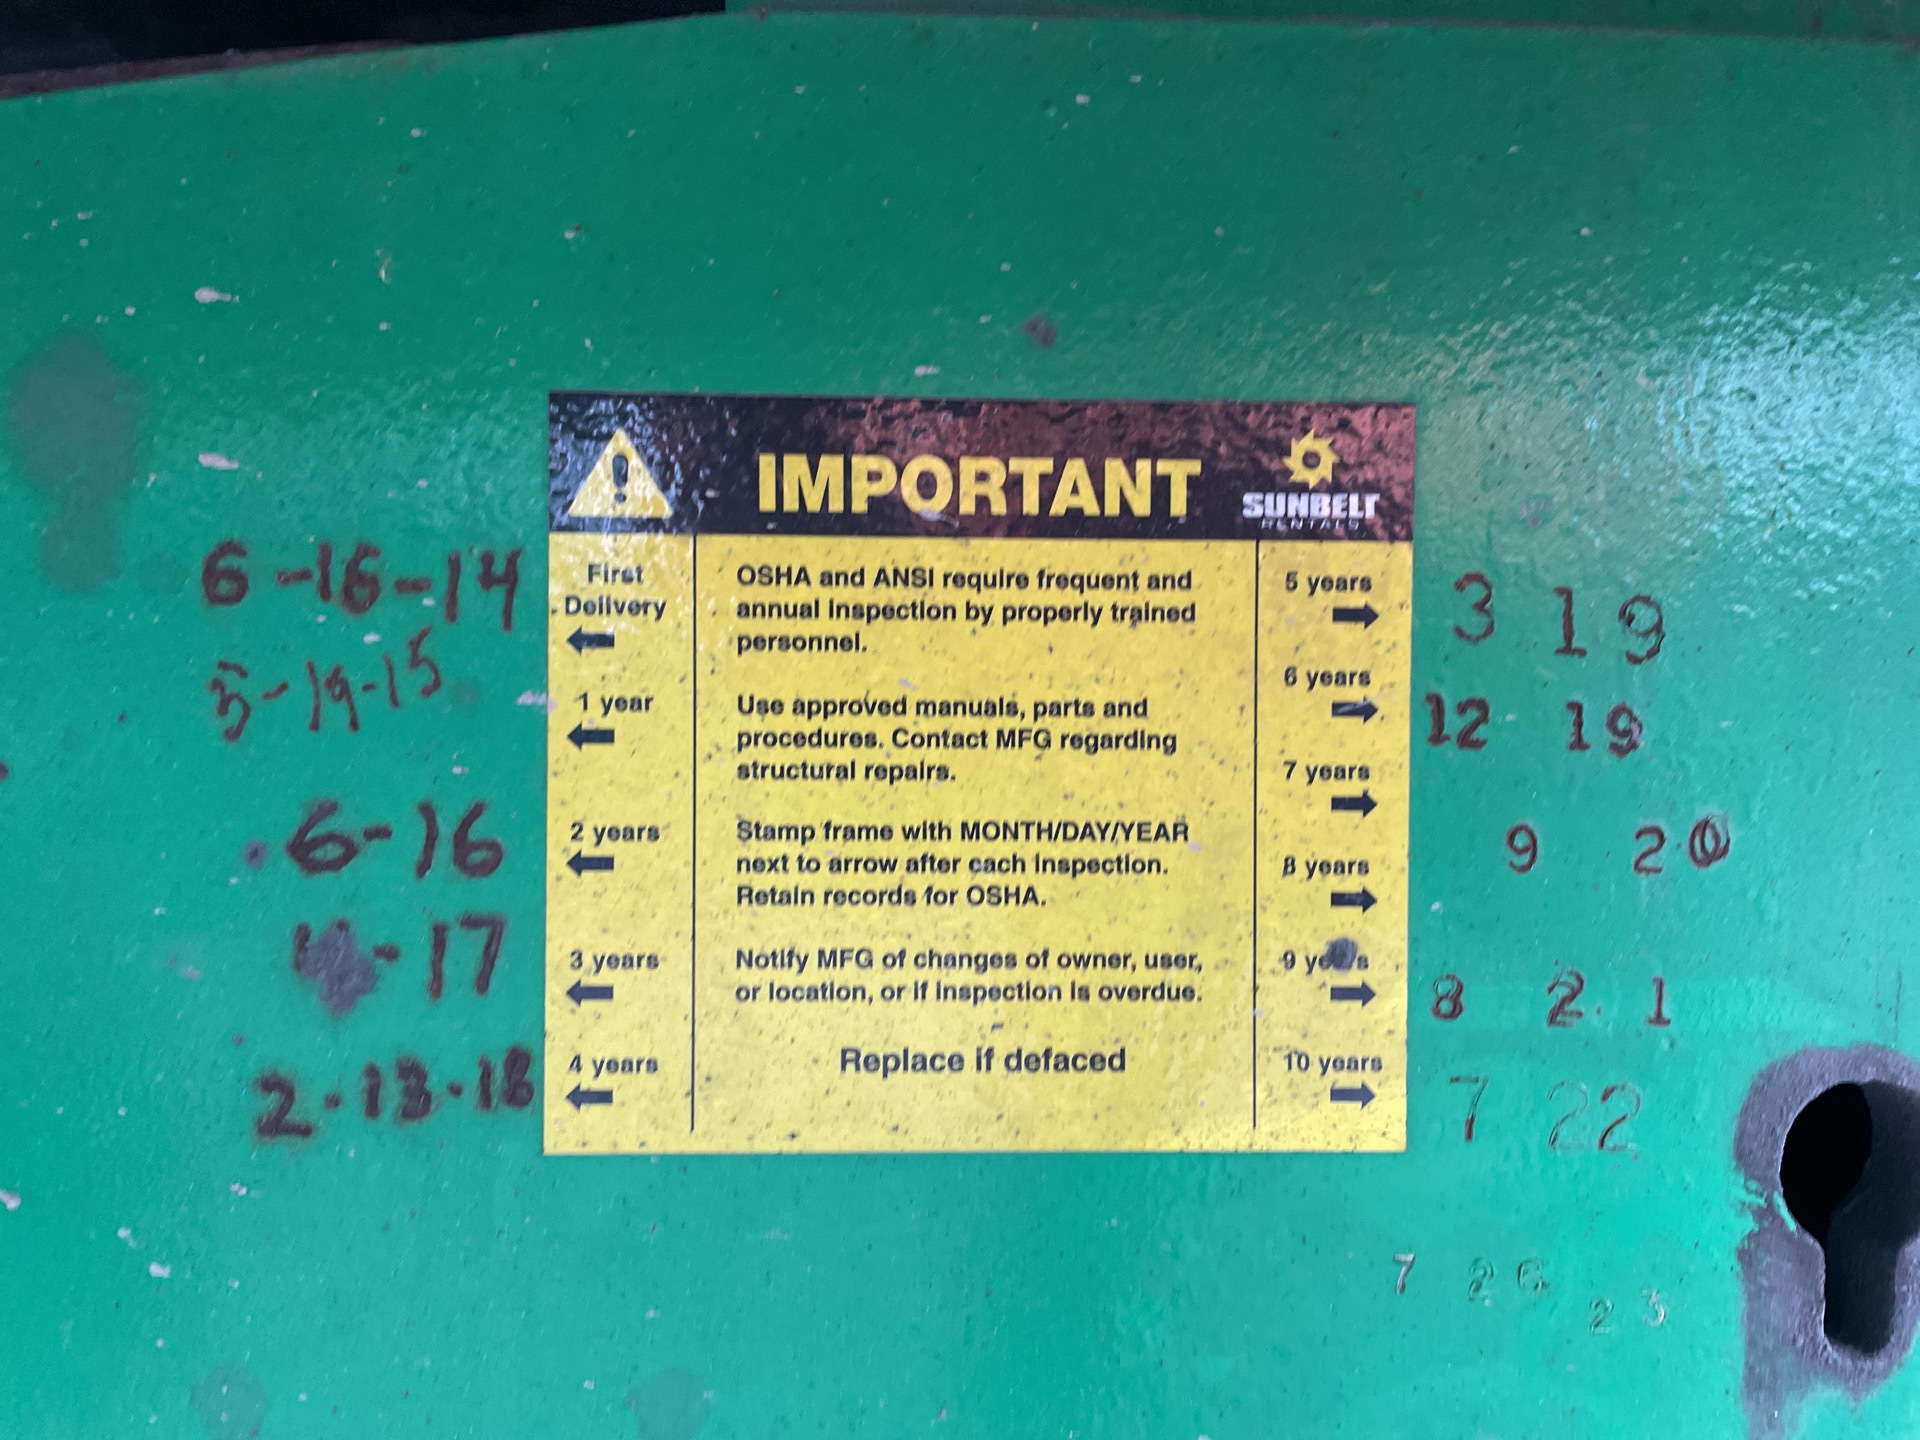 IMPORTANT
SUNBELT
RENTALS
6-16-14
First
Delivery
5-19-15
1 year
6-16
2 years
-17
3 years
2-13-18
4 years
OSHA and ANSI require frequent and
annual inspection by properly trained
personnel.
Use approved manuals, parts and
procedures. Contact MFG regarding
structural repairs.
Stamp frame with MONTH/DAY/YEAR
next to arrow after each inspection.
Retain records for OSHA.
Notify MFG of changes of owner, user,
or location, or if inspection is overdue.
Replace if defaced
5 years
3 19
6 years
12 19
7 years
9 20
8 years
9 years
8 2 1
10 years
7 22
7 26
23